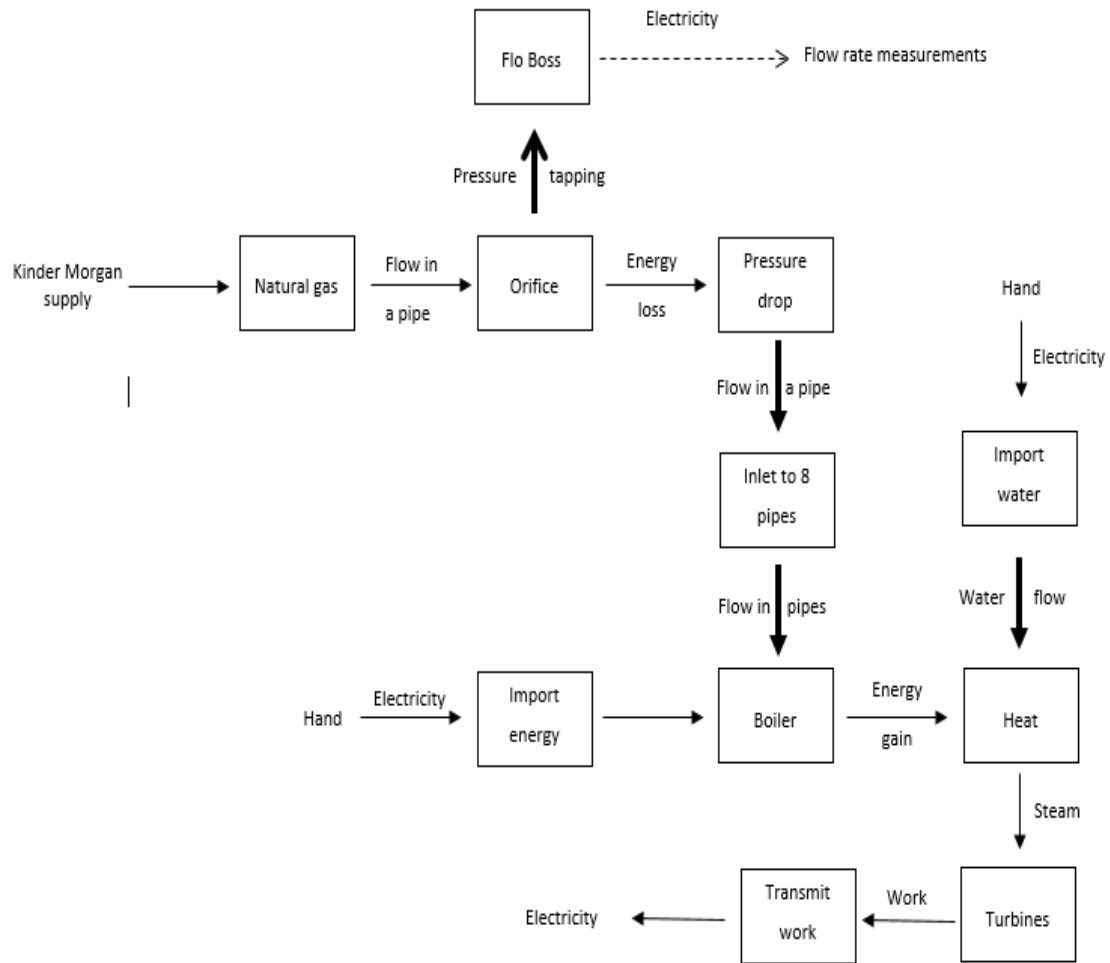 Electricity
Flo Boss
Flow rate measurements
Pressure tapping
Kinder Morgan
supply
Natural gas
Flow in
a pipe
Orifice
Energy
loss
Pressure
drop
Hand
Electricity
Flow in a pipe
Import
water
Inlet to 8
pipes
Flow in pipes
Water flow
Hand
Electricity
Import
energy
Boiler
Energy
gain
Heat
Steam
Electricity
Transmit
work
Work
Turbines